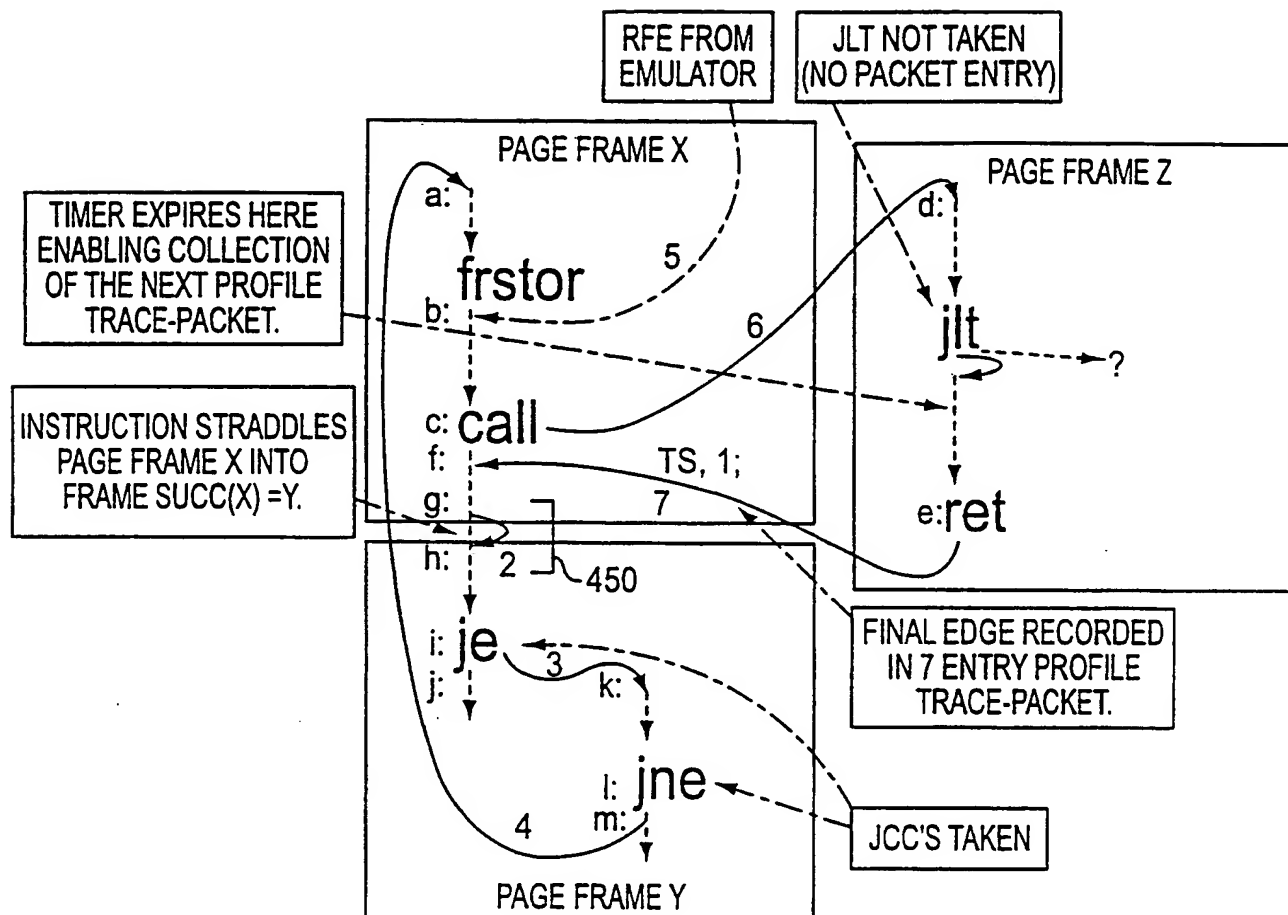 RFE FROM
EMULATOR
JLT NOT TAKEN
(NO PACKET ENTRY)
PAGE FRAME X
PAGE FRAME Z
TIMER EXPIRES HERE
ENABLING COLLECTION
OF THE NEXT PROFILE
TRACE-PACKET.
a:
frstor
5
b:
d:
6
jlt
?
INSTRUCTION STRADDLES
PAGE FRAME X INTO
FRAME SUCC(X) =Y.
c: call
f:
TS, 1;
7
g:
e: ret
h:
2
450
i: je
3
j:
k:
FINAL EDGE RECORDED
IN 7 ENTRY PROFILE
TRACE-PACKET.
l: jne
m:
4
JCC'S TAKEN
PAGE FRAME Y